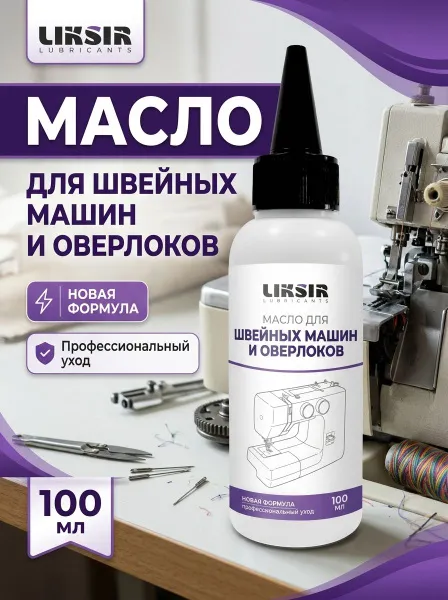 LIKSIR
LUBRICANTS
МАСЛО
ДЛЯ ШВЕЙНЫХ
МАШИН
И ОВЕРЛОКОВ
НОВАЯ
ФОРМУЛА
Профессиональный
уход
100
МЛ
LIKSIR
LUBRICANTS
МАСЛО ДЛЯ
ШВЕЙНЫХ МАШИН
И ОВЕРЛОКОВ
НОВАЯ ФОРМУЛА
профессиональный уход
100
МЛ